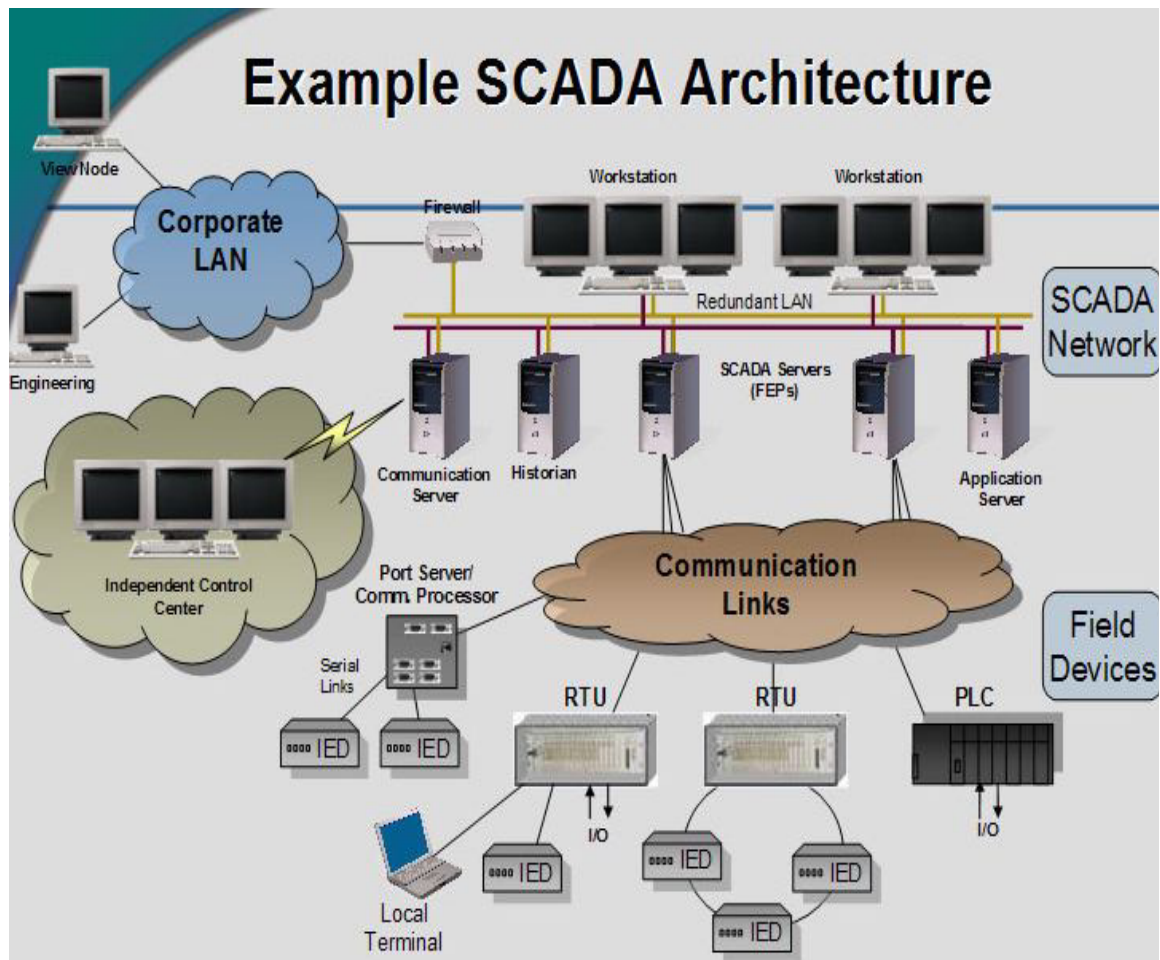 Example SCADA Architecture
View Node
Corporate
LAN
Firewall
Workstation
Workstation
Redundant LAN
SCADA
Network
Engineering
SCADA Servers
(FEPs)
Communication
Server
Historian
Application
Server
Independent Control
Center
Communication
Links
Port Server/
Comm. Processor
Field
Devices
Serial
Links
RTU
RTU
PLC
IED
IED
I/O
I/O
IED
IED
IED
IED
Local
Terminal